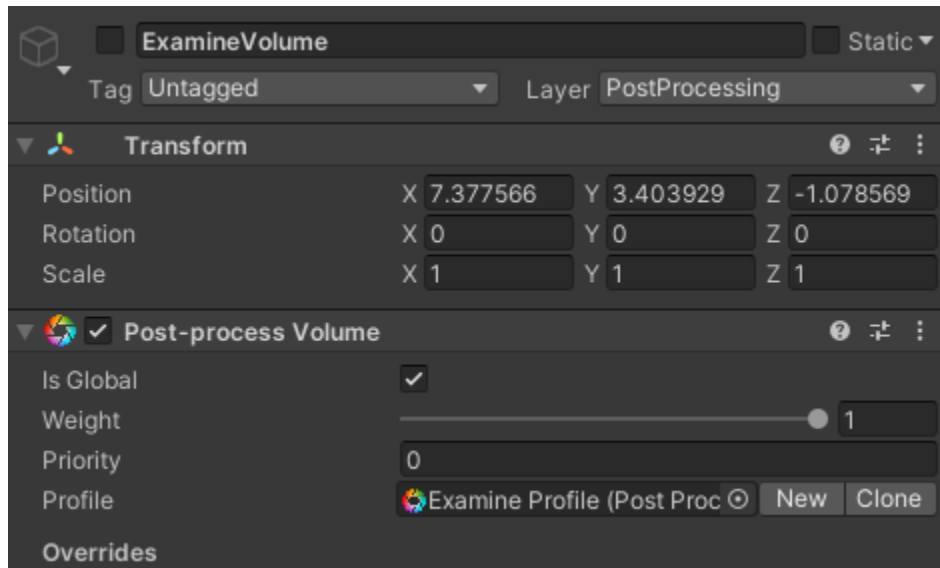 ExamineVolume Static
Tag Untagged Layer PostProcessing
Transform
Position X 7.377566 Y 3.403929 Z -1.078569
Rotation X 0 Y 0 Z 0
Scale X 1 Y 1 Z 1
Post-process Volume
Is Global
Weight 1
Priority 0
Profile Examine Profile (Post Proc New Clone
Overrides